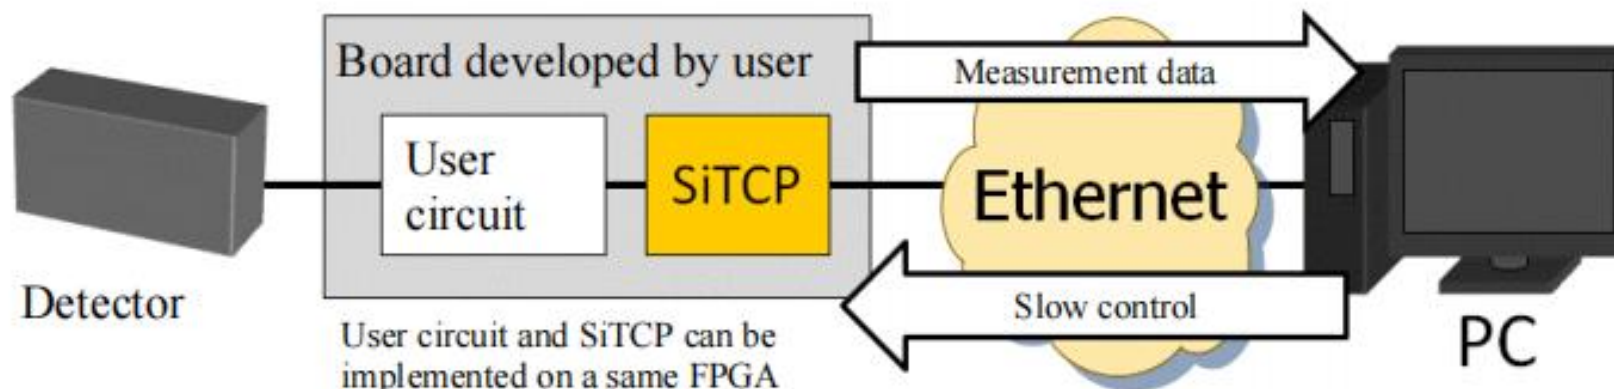 Board developed by user
Measurement data
User
circuit
SiTCP
Ethernet
Detector
Slow control
User circuit and SiTCP can be
implemented on a same FPGA
PC